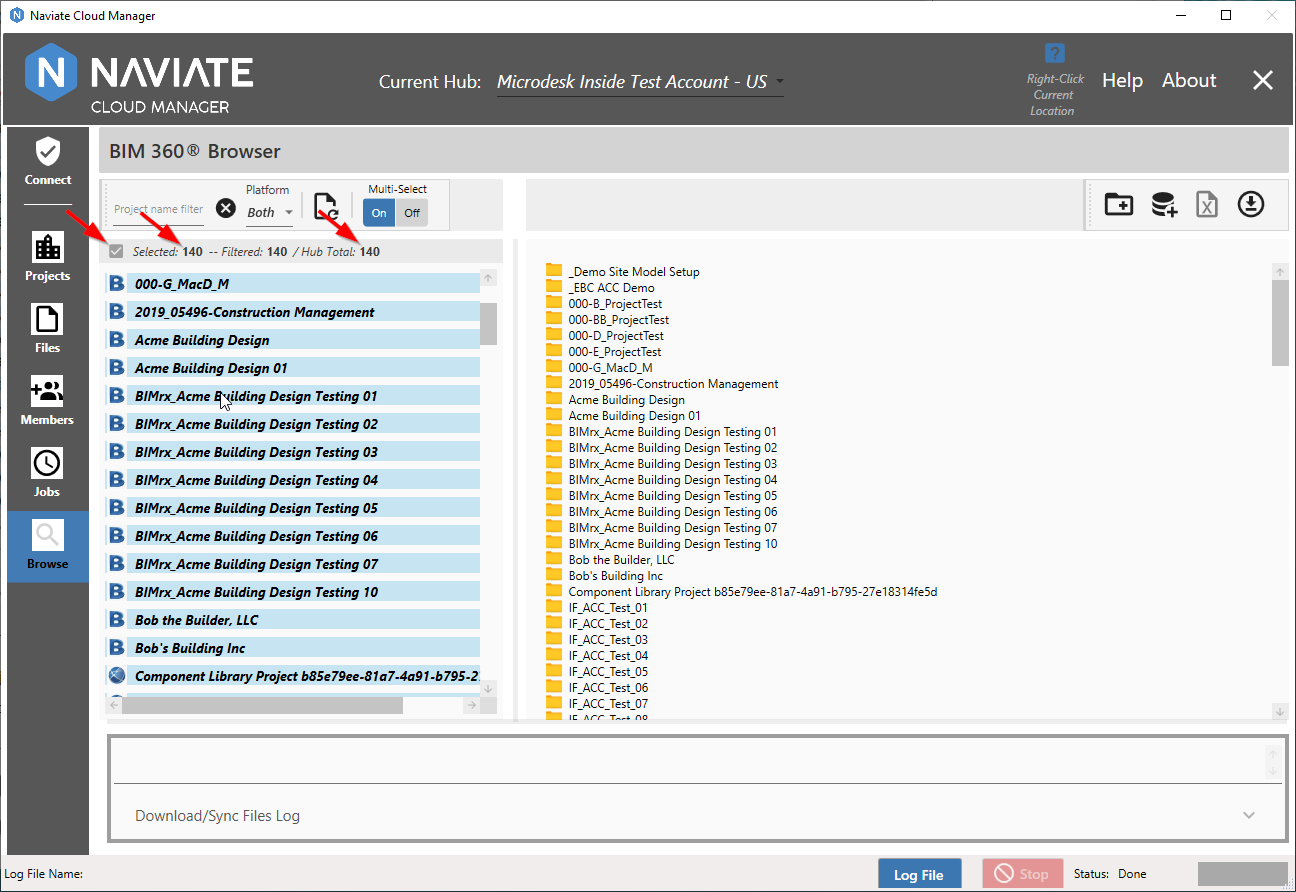 Naviate Cloud Manager
NAVIATE
CLOUD MANAGER
Current Hub: Microdesk Inside Test Account - US
?
Right-Click
Current
Location
Help
About
Connect
Projects
Files
Members
Jobs
Browse
BIM 360® Browser
Project name filter
Platform
Both
Multi-Select
On
Off
Selected: 140 -- Filtered: 140 / Hub Total: 140
000-G_MacD_M
2019_05496-Construction Management
Acme Building Design
Acme Building Design 01
BIMrx_Acme Building Design Testing 01
BIMrx_Acme Building Design Testing 02
BIMrx_Acme Building Design Testing 03
BIMrx_Acme Building Design Testing 04
BIMrx_Acme Building Design Testing 05
BIMrx_Acme Building Design Testing 06
BIMrx_Acme Building Design Testing 07
BIMrx_Acme Building Design Testing 10
Bob the Builder, LLC
Bob's Building Inc
Component Library Project b85e79ee-81a7-4a91-b795-2
_Demo Site Model Setup
_EBC ACC Demo
000-B_ProjectTest
000-BB_ProjectTest
000-D_ProjectTest
000-E_ProjectTest
000-G_MacD_M
2019_05496-Construction Management
Acme Building Design
Acme Building Design 01
BIMrx_Acme Building Design Testing 01
BIMrx_Acme Building Design Testing 02
BIMrx_Acme Building Design Testing 03
BIMrx_Acme Building Design Testing 04
BIMrx_Acme Building Design Testing 05
BIMrx_Acme Building Design Testing 06
BIMrx_Acme Building Design Testing 07
BIMrx_Acme Building Design Testing 10
Bob the Builder, LLC
Bob's Building Inc
Component Library Project b85e79ee-81a7-4a91-b795-27e18314fe5d
IF_ACC_Test_01
IF_ACC_Test_02
IF_ACC_Test_03
IF_ACC_Test_04
IF_ACC_Test_05
IF_ACC_Test_06
IF_ACC_Test_07
IF_ACC_Test_08
Download/Sync Files Log
Log File Name:
Log File
Stop
Status: Done